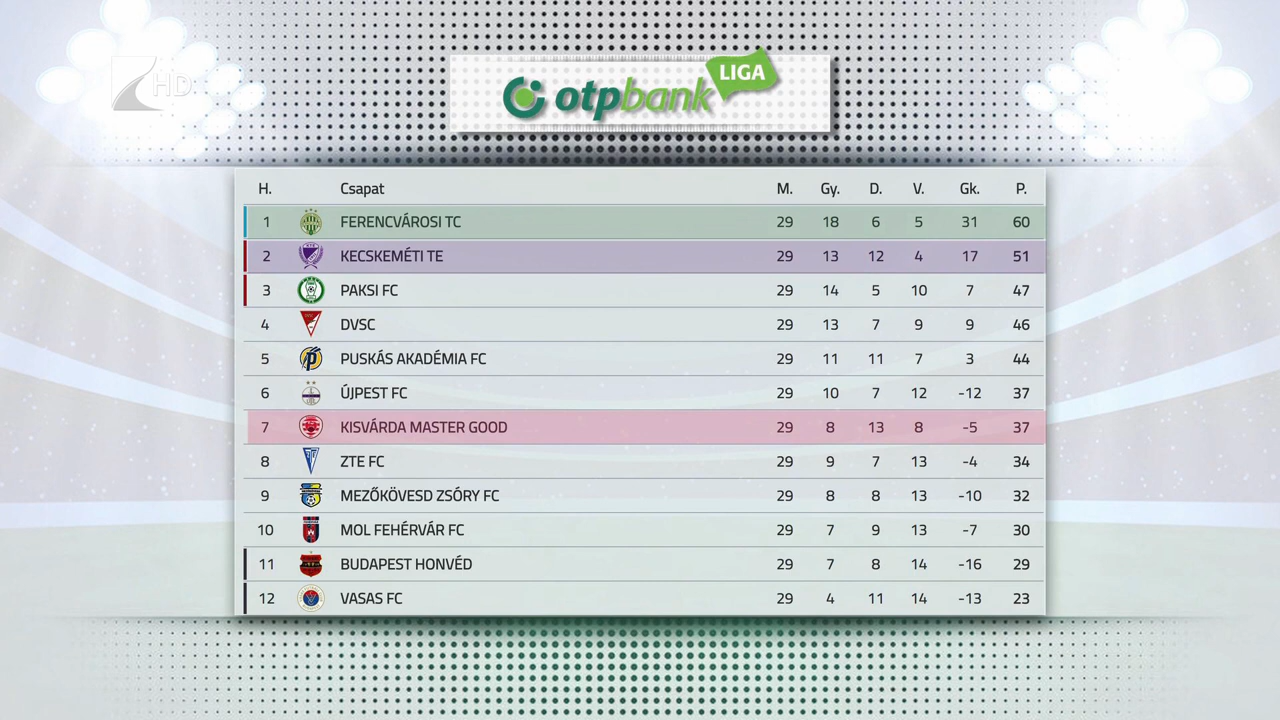 HD
otpbank LIGA
H. Csapat M. Gy. D. V. Gk. P.
1 FERENCVÁROSI TC 29 18 6 5 31 60
2 KECSKEMÉTI TE 29 13 12 4 17 51
3 PAKSI FC 29 14 5 10 7 47
4 DVSC 29 13 7 9 9 46
5 PUSKÁS AKADÉMIA FC 29 11 11 7 3 44
6 ÚJPEST FC 29 10 7 12 -12 37
7 KISVÁRDA MASTER GOOD 29 8 13 8 -5 37
8 ZTE FC 29 9 7 13 -4 34
9 MEZŐKÖVESD ZSÓRY FC 29 8 8 13 -10 32
10 MOL FEHÉRVÁR FC 29 7 9 13 -7 30
11 BUDAPEST HONVÉD 29 7 8 14 -16 29
12 VASAS FC 29 4 11 14 -13 23